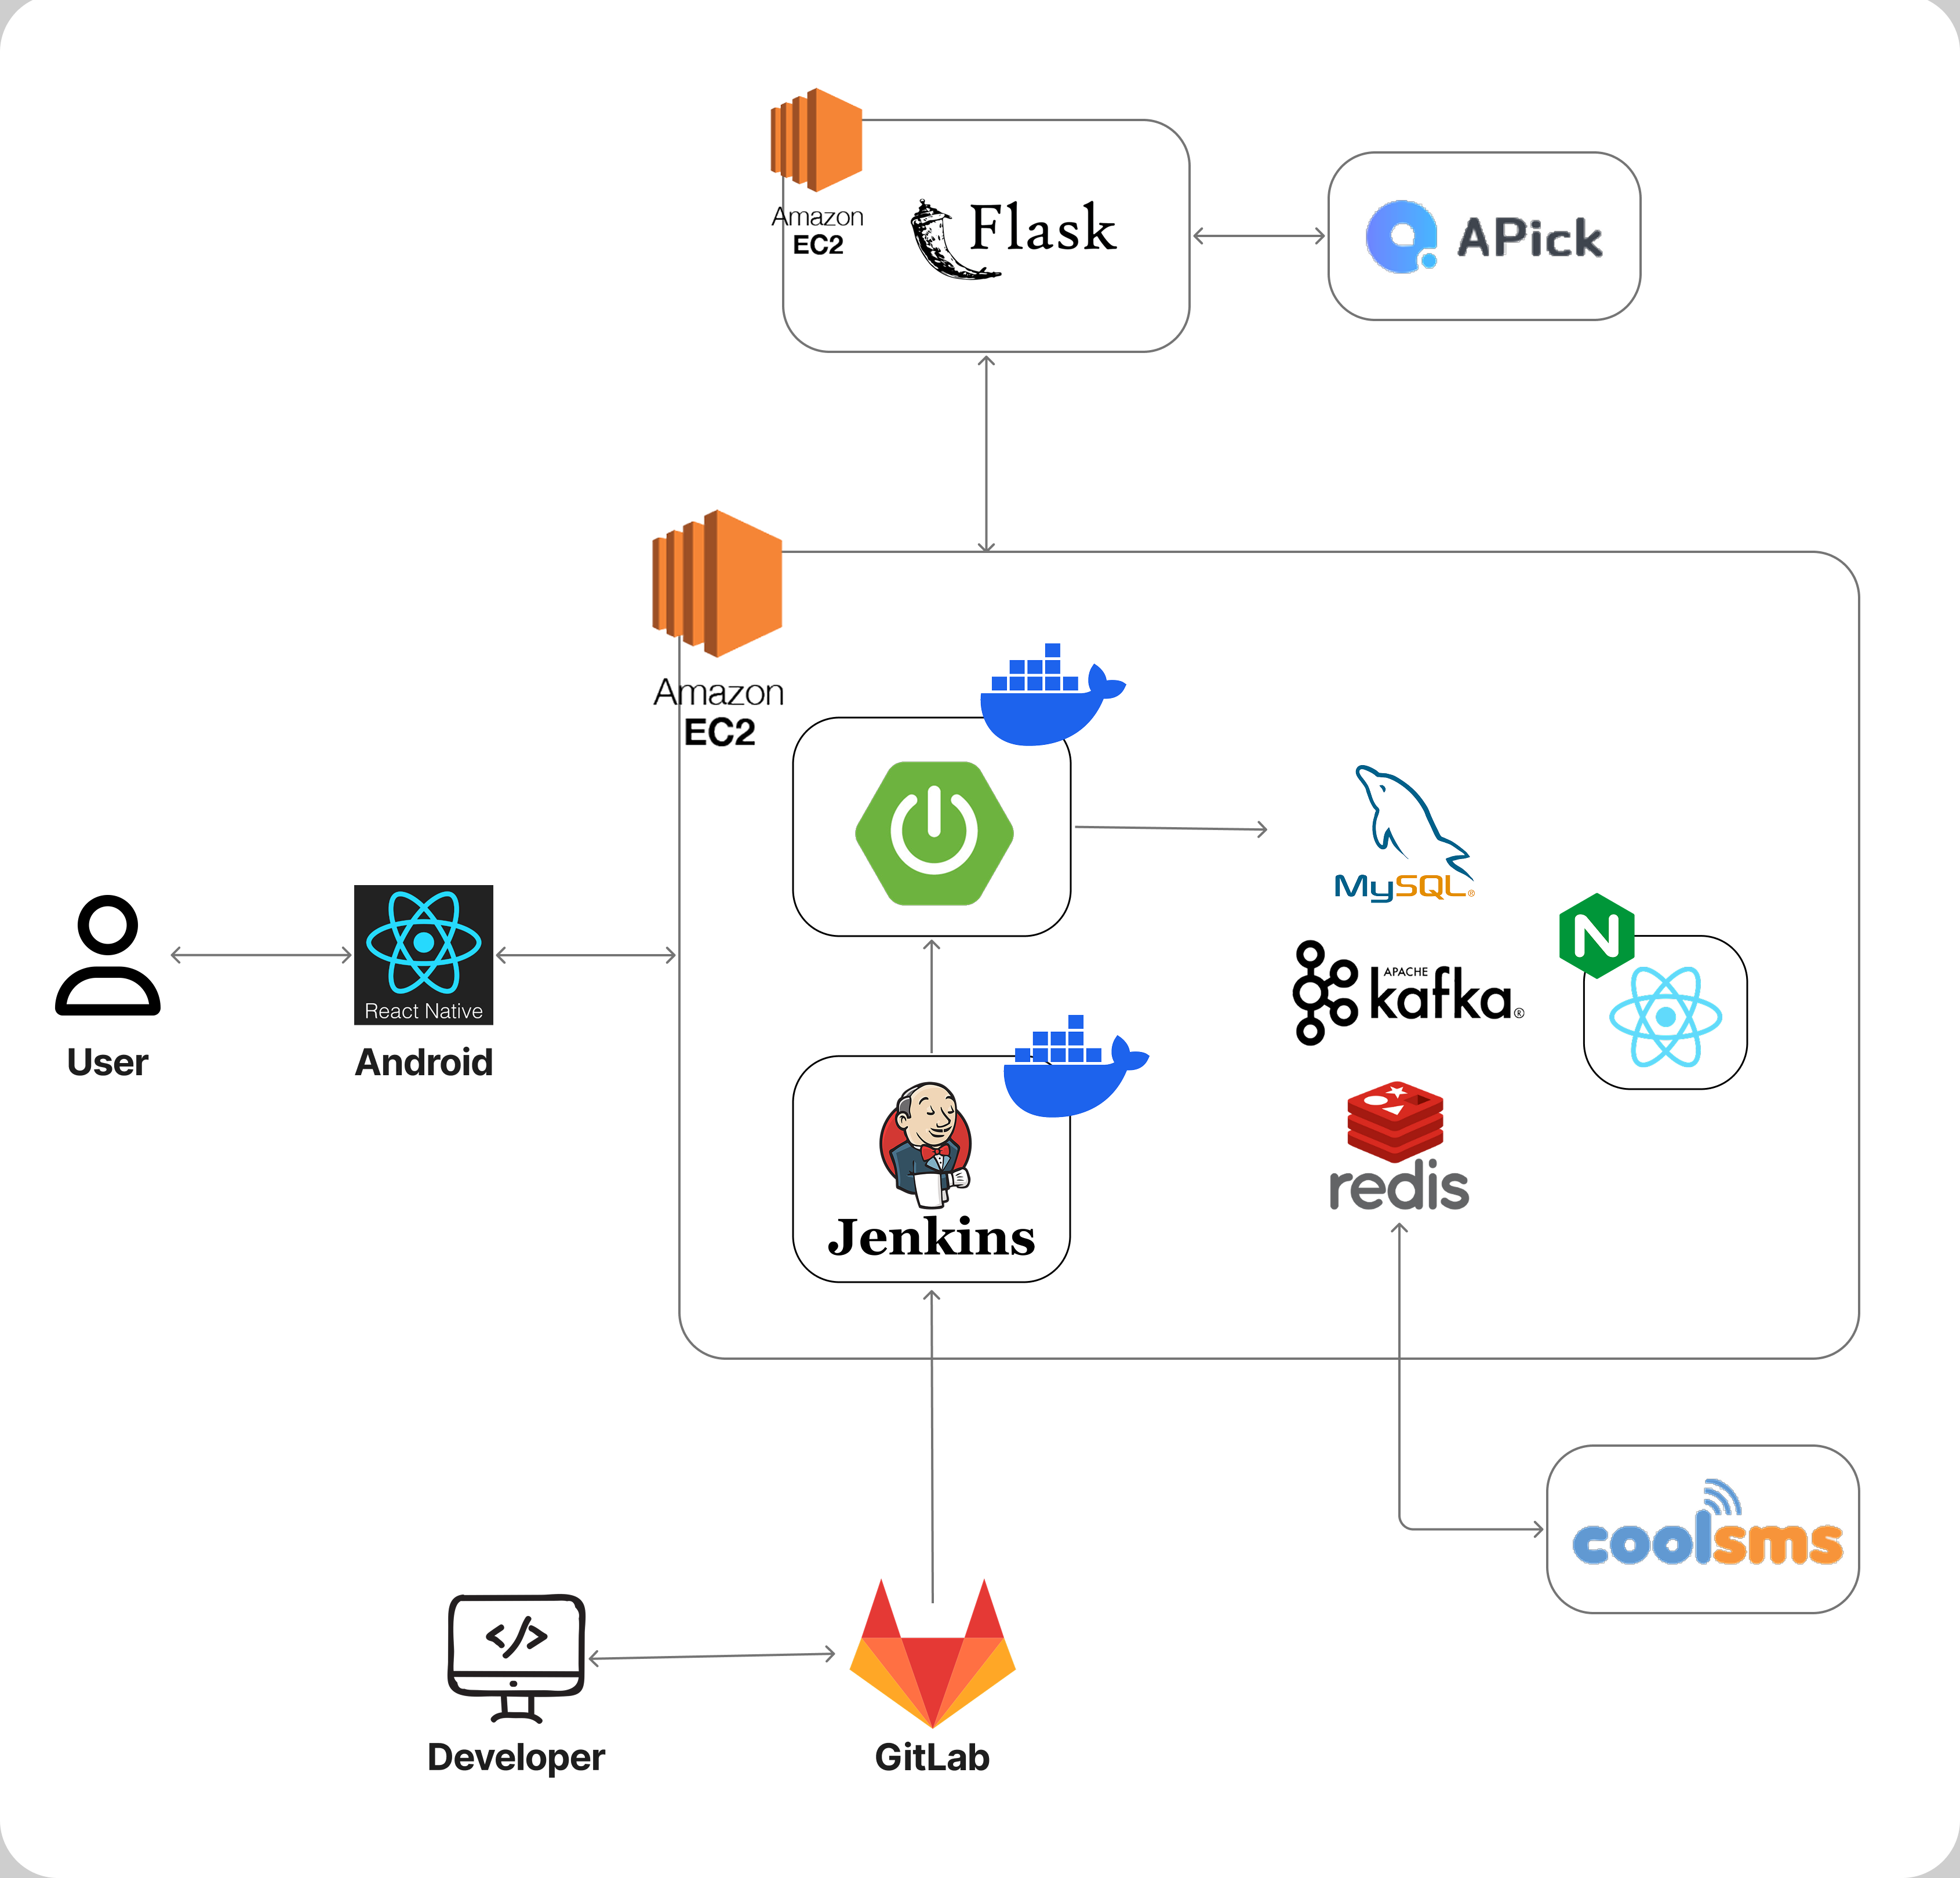 Amazon
EC2
Flask
APick
Amazon
EC2
MySQL®
APACHE
kafka®
React Native
User
Android
redis
Jenkins
coolsms
</>
Developer
GitLab